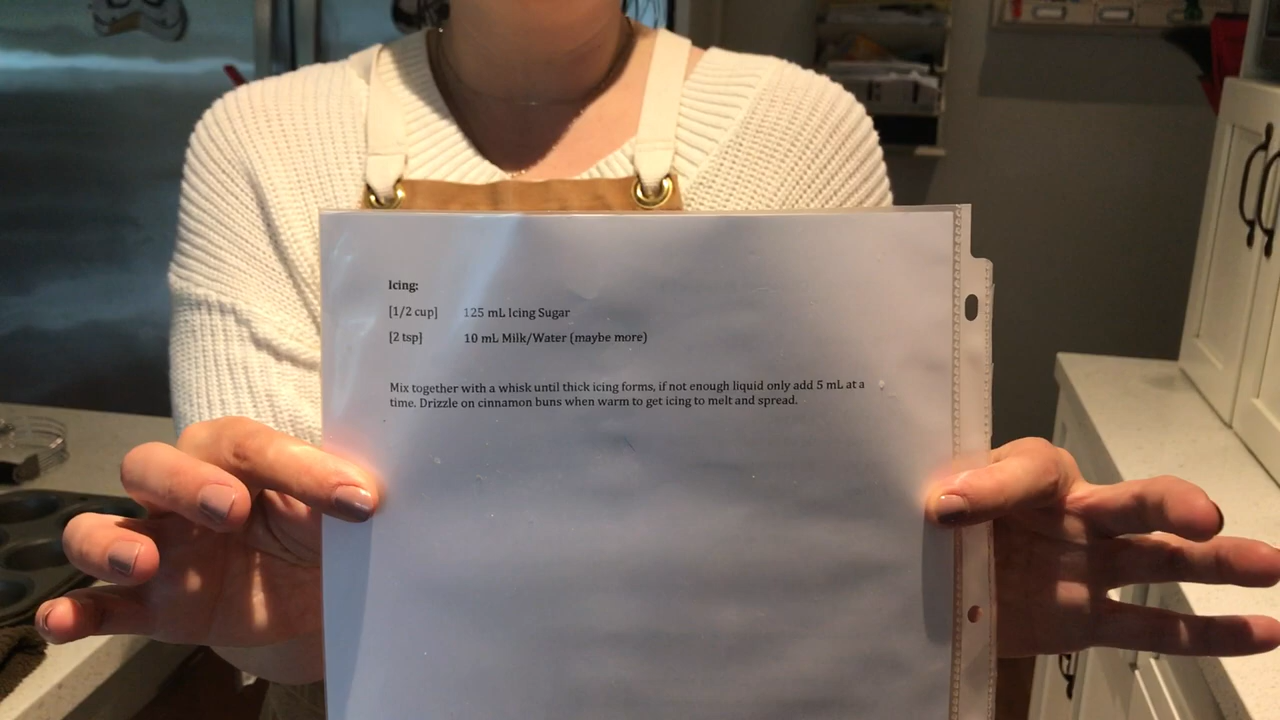 Icing:
[1/2 cup] 125 mL Icing Sugar
[2 tsp] 10 mL Milk/Water (maybe more)
Mix together with a whisk until thick icing forms, if not enough liquid only add 5 mL at a
time. Drizzle on cinnamon buns when warm to get icing to melt and spread.